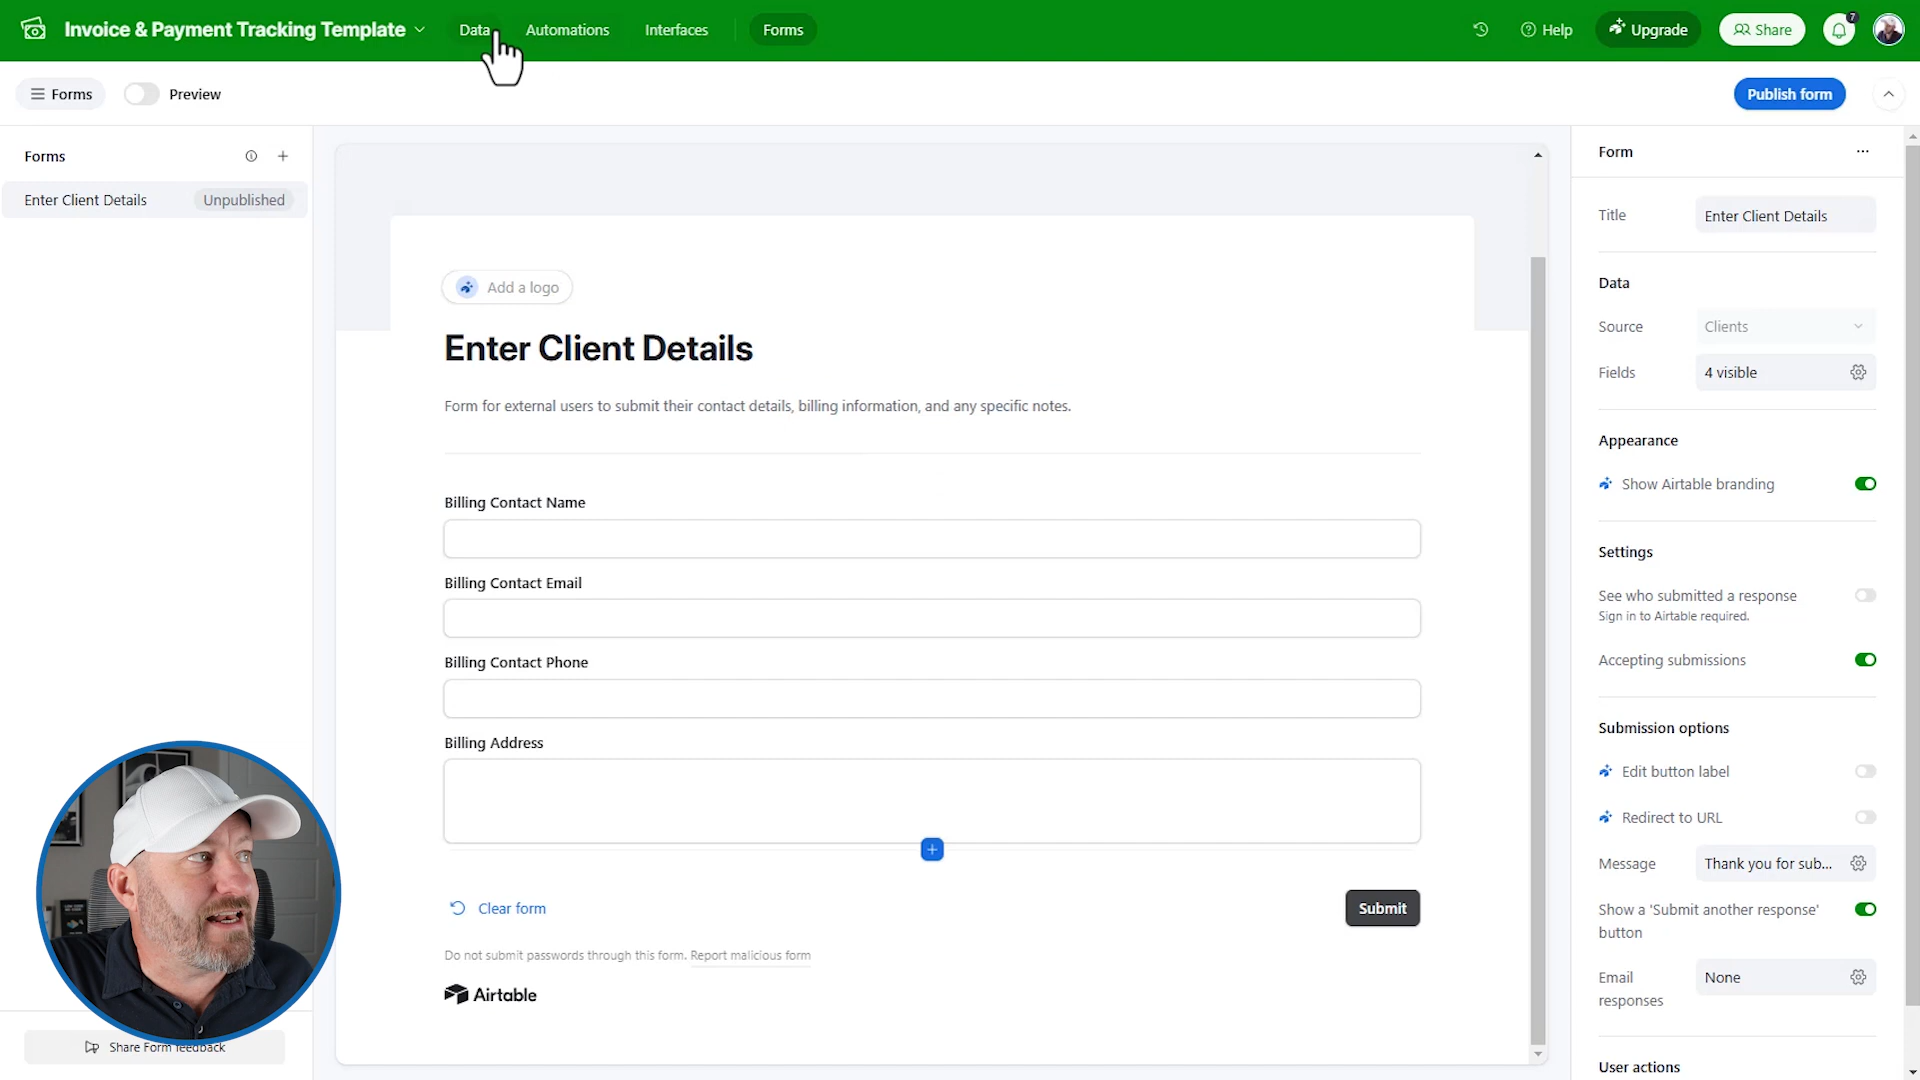 Invoice & Payment Tracking Template
Data
Automations
Interfaces
Forms
Help
Upgrade
Share
7
Forms
Preview
Publish form
Forms
Enter Client Details
Unpublished
Add a logo
Enter Client Details
Form for external users to submit their contact details, billing information, and any specific notes.
Billing Contact Name
Billing Contact Email
Billing Contact Phone
Billing Address
Clear form
Submit
Do not submit passwords through this form. Report malicious form
Airtable
Share Form feedback
Form
Title
Enter Client Details
Data
Source
Clients
Fields
4 visible
Appearance
Show Airtable branding
Settings
See who submitted a response
Sign in to Airtable required.
Accepting submissions
Submission options
Edit button label
Redirect to URL
Message
Thank you for sub...
Show a 'Submit another response'
button
Email
responses
None
User actions